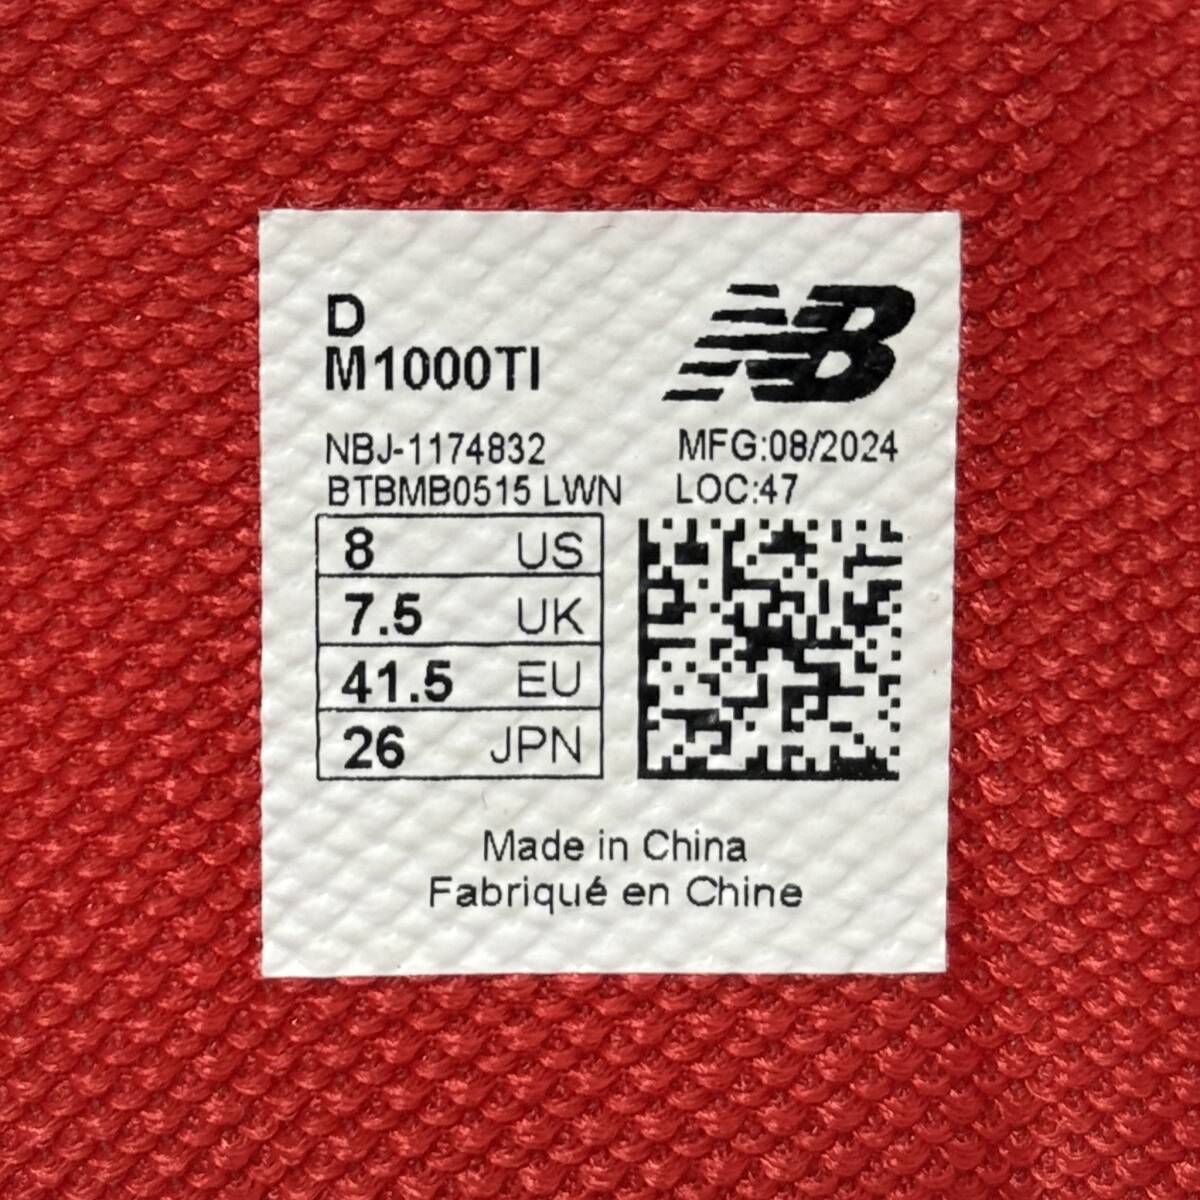 D
NB
M1000TI
NBJ-1174832
MFG:08/2024
BTBMB0515 LWN
LOC:47
8 US
7.5 UK
41.5 EU
26 JPN
Made in China
Fabriqué en Chine